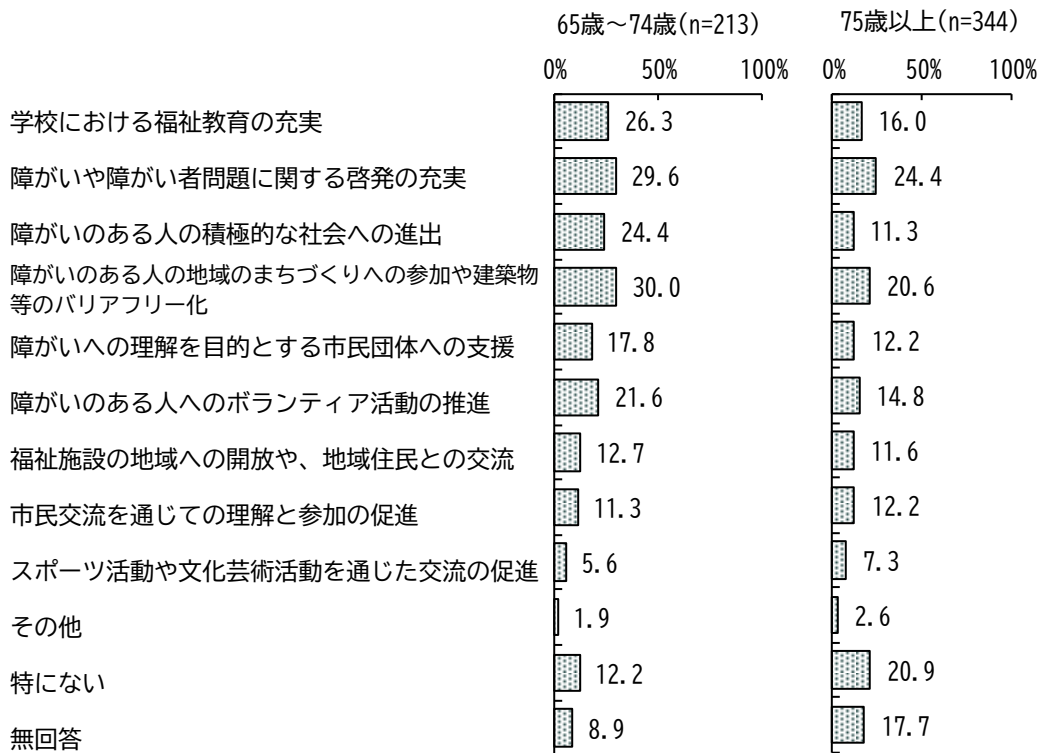 65歳～74歳(n=213) 75歳以上(n=344)
0% 50% 100% 0% 50% 100%
学校における福祉教育の充実 26.3 16.0
障がいや障がい者問題に関する啓発の充実 29.6 24.4
障がいのある人の積極的な社会への進出 24.4 11.3
障がいのある人の地域のまちづくりへの参加や建築物
等のバリアフリー化 30.0 20.6
障がいへの理解を目的とする市民団体への支援 17.8 12.2
障がいのある人へのボランティア活動の推進 21.6 14.8
福祉施設の地域への開放や、地域住民との交流 12.7 11.6
市民交流を通じての理解と参加の促進 11.3 12.2
スポーツ活動や文化芸術活動を通じた交流の促進 5.6 7.3
その他 1.9 2.6
特にない 12.2 20.9
無回答 8.9 17.7